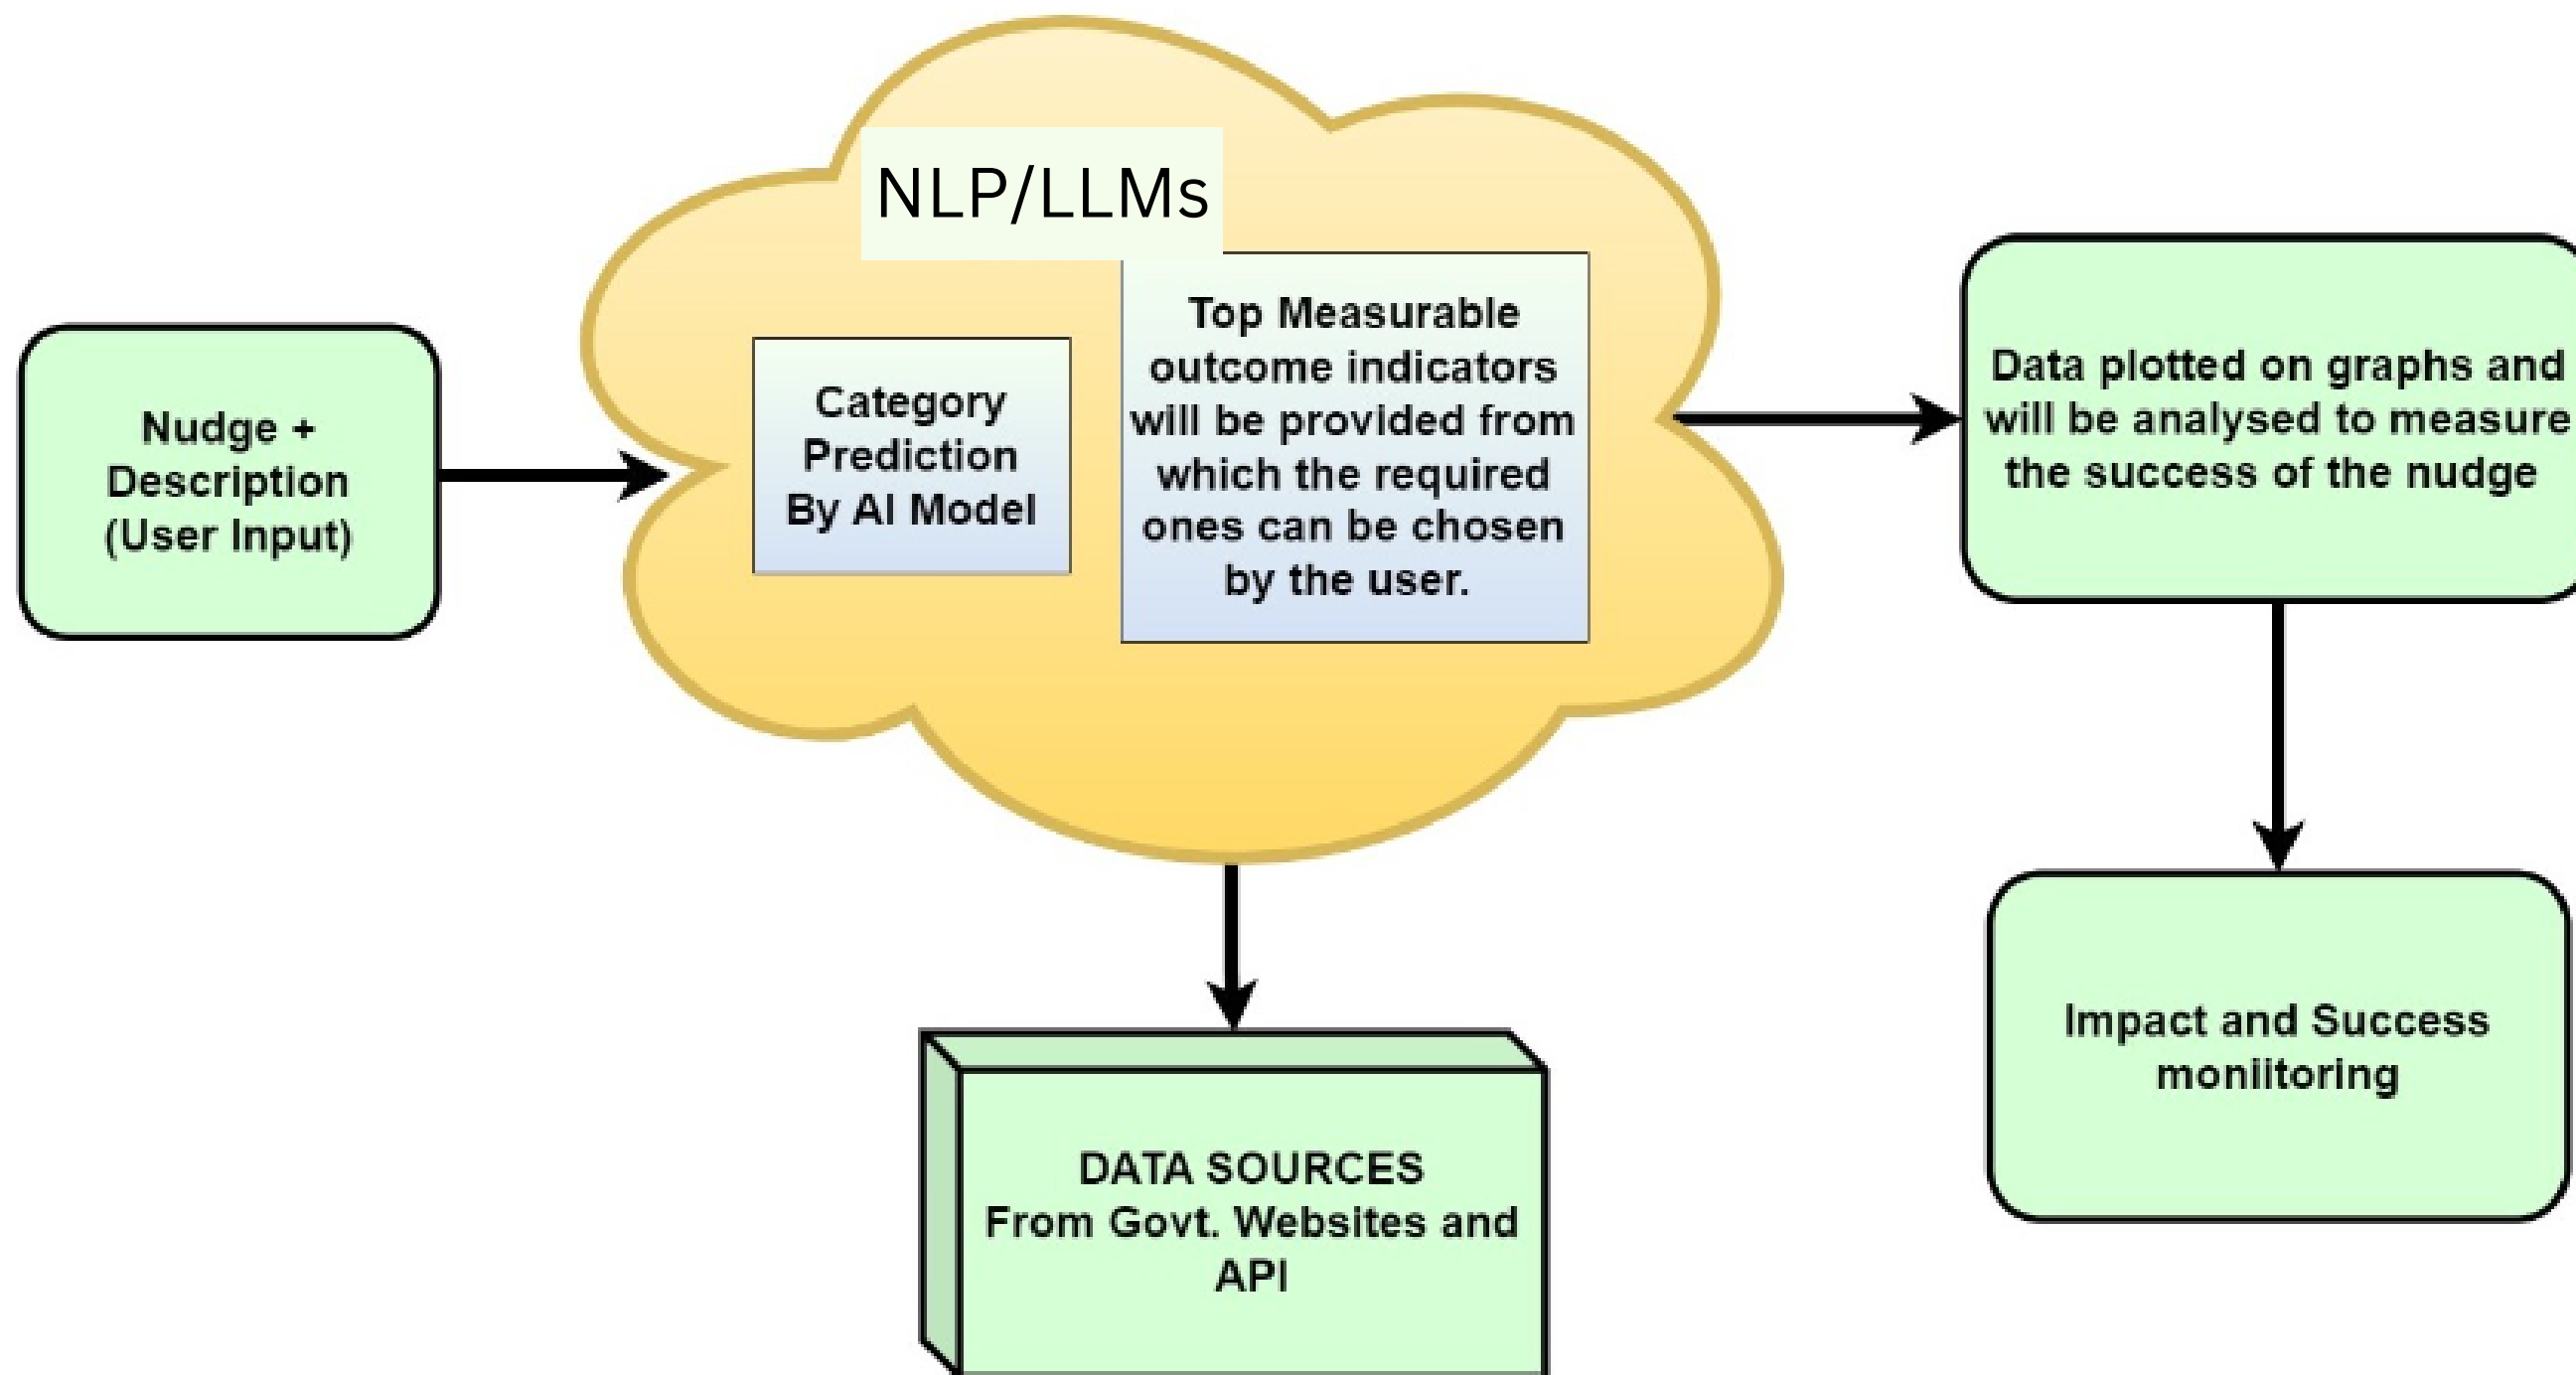 NLP/LLMs
Nudge +
Description
(User Input)
Category
Prediction
By AI Model
Top Measurable
outcome indicators
will be provided from
which the required
ones can be chosen
by the user.
Data plotted on graphs and
will be analysed to measure
the success of the nudge
Impact and Success
moniitoring
DATA SOURCES
From Govt. Websites and
API